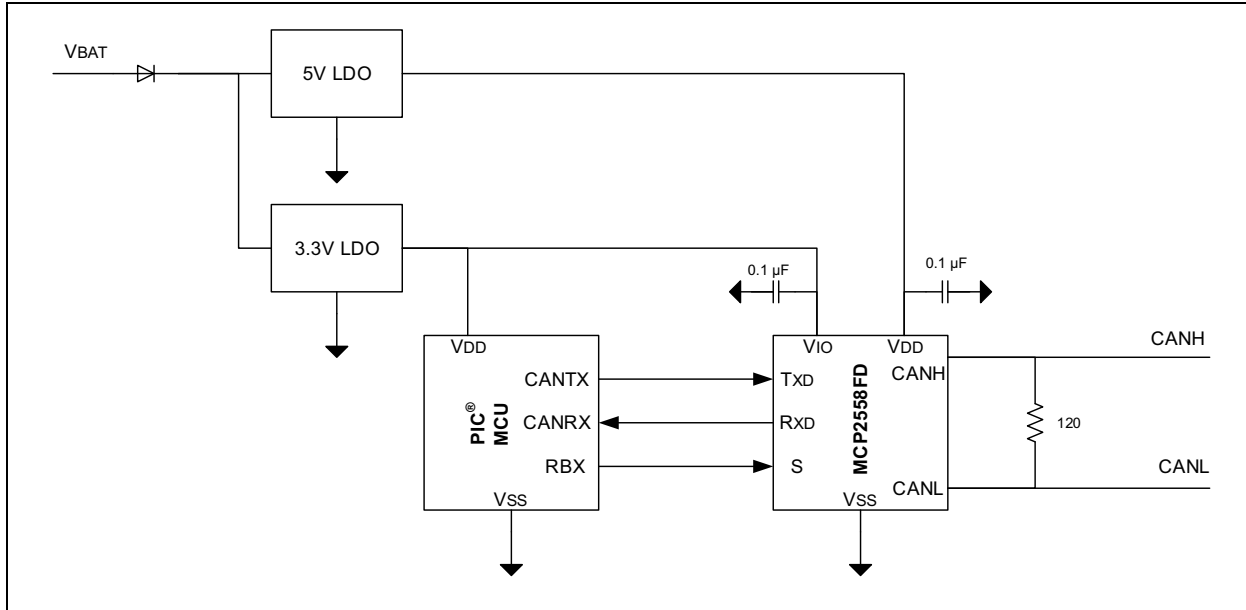 VBAT
5V LDO
3.3V LDO
0.1 µF
0.1 µF
VDD
CANTX
CANRX
RBX
VSS
PIC®
MCU
VIO
VDD
CANH
TXD
RXD
S
CANL
VSS
MCP2558FD
CANH
120
CANL